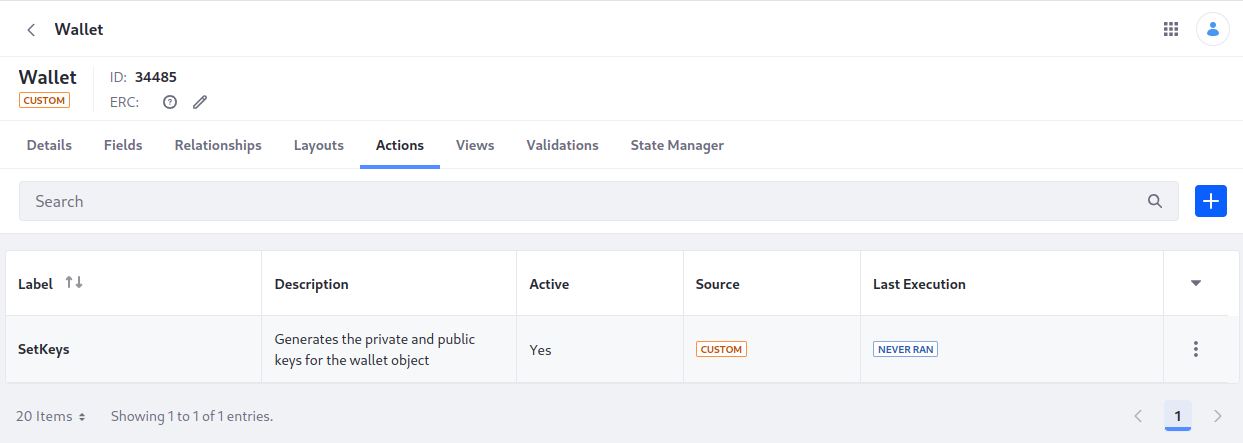 Wallet
Wallet
CUSTOM
ID: 34485
ERC:
Details Fields Relationships Layouts Actions Views Validations State Manager
Search
Label Description Active Source Last Execution
SetKeys
Generates the private and public
keys for the wallet object
Yes
CUSTOM
NEVER RAN
20 Items Showing 1 to 1 of 1 entries.
1